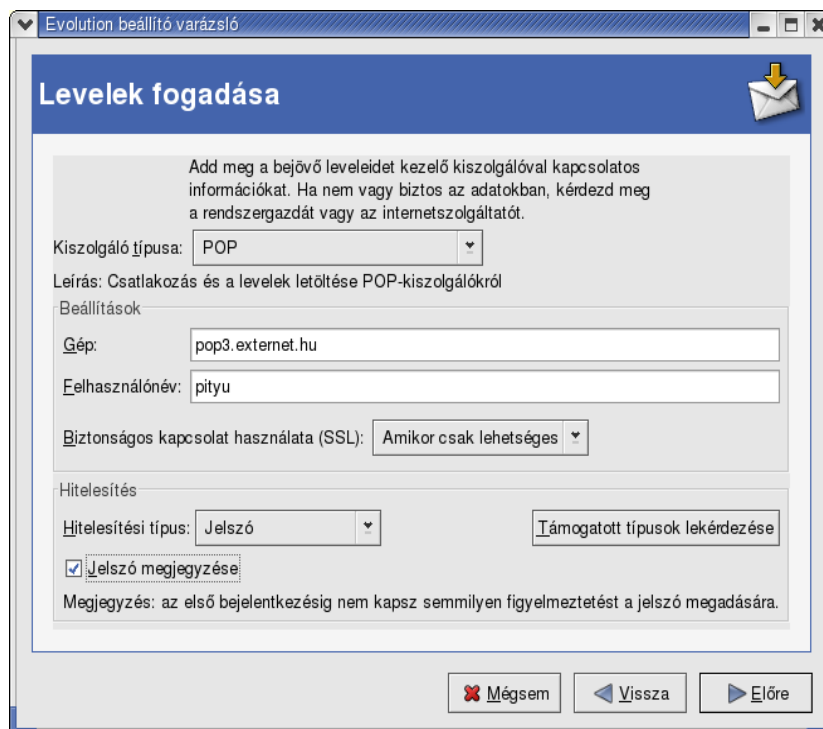 Evolution beállító varázsló
Levelek fogadása
Add meg a bejövő leveleidet kezelő kiszolgálóval kapcsolatos
információkat. Ha nem vagy biztos az adatokban, kérdezd meg
a rendszergazdát vagy az internetszolgáltatót.
Kiszolgáló típusa: POP
Leírás: Csatlakozás és a levelek letöltése POP-kiszolgálókról
Beállítások
Gép: pop3.externet.hu
Felhasználónév: pityu
Biztonságos kapcsolat használata (SSL): Amikor csak lehetséges
Hitelesítés
Hitelesítési típus: Jelszó Támogatott típusok lekérdezése
Jelszó megjegyzése
Megjegyzés: az első bejelentkezésig nem kapsz semmilyen figyelmeztetést a jelszó megadására.
Mégsem Vissza Előre